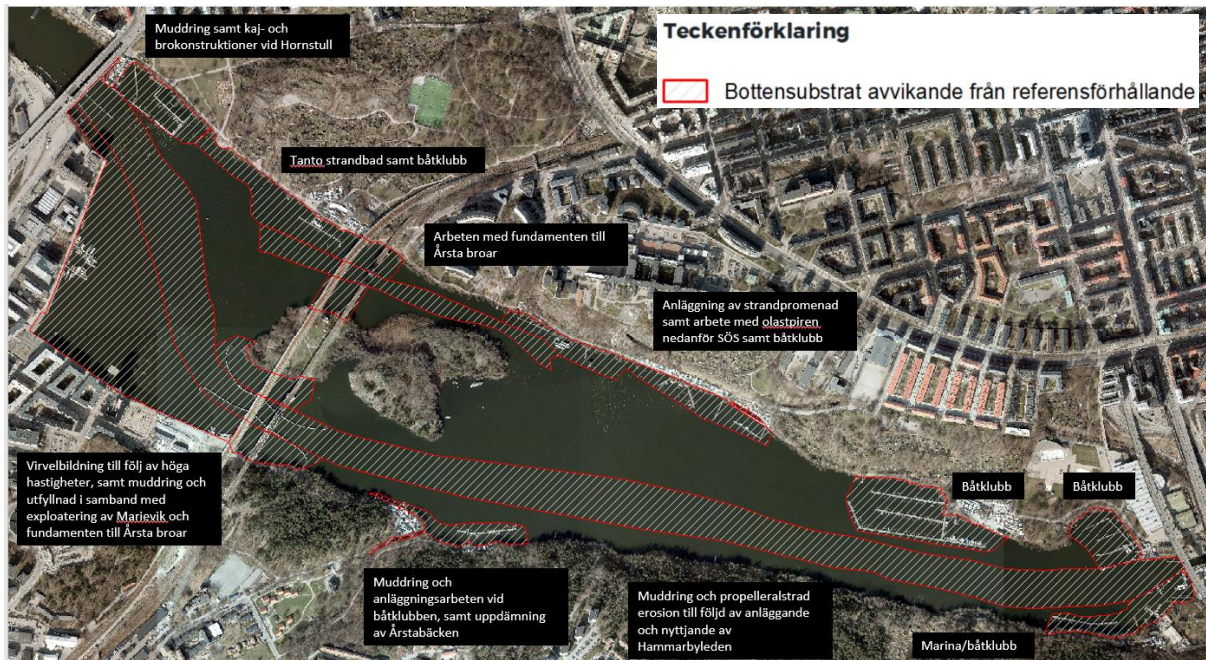 Muddring samt kaj- och
brokonstruktioner vid Hornstull
Teckenförklaring
Bottensubstrat avvikande från referensförhållande
Tanto strandbad samt båtklubb
Arbeten med fundamenten till
Årsta broar
Anläggning av strandpromenad
samt arbete med olastpiren
nedanför SÖS samt båtklubb
Virvelbildning till följ av höga
hastigheter, samt muddring och
utfyllnad i samband med
exploatering av Marievik och
fundamenten till Årsta broar
Båtklubb
Båtklubb
Muddring och
anläggningsarbeten vid
båtklubben, samt uppdämning
av Årstabäcken
Muddring och propelleralstrad
erosion till följd av anläggande
och nyttjande av
Hammarbyleden
Marina/båtklubb